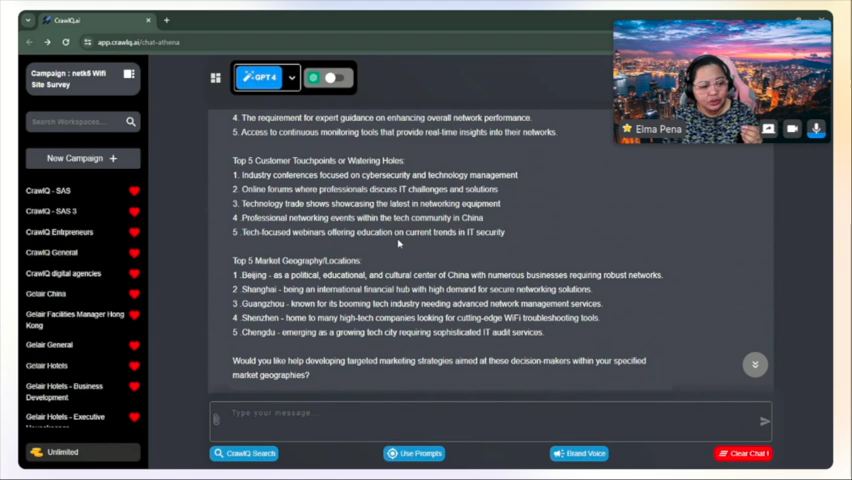 CrawlQ.ai
app.crawlq.ai/chat-athena
Campaign : netk5 Wifi
Site Survey
Search Workspaces...
New Campaign +
CrawlQ - SAS
CrawlQ - SAS 3
CrawlQ Entrpreneurs
CrawlQ General
CrawlQ digital agencies
Gelair China
Gelair Facilities Manager Hong
Kong
Gelair General
Gelair Hotels
Gelair Hotels - Business
Development
Gelair Hotels - Executive
Unlimited
GPT4
4. The requirement for expert guidance on enhancing overall network performance.
5. Access to continuous monitoring tools that provide real-time insights into their networks.
Top 5 Customer Touchpoints or Watering Holes:
1. Industry conferences focused on cybersecurity and technology management
2. Online forums where professionals discuss IT challenges and solutions
3. Technology trade shows showcasing the latest in networking equipment
4 .Professional networking events within the tech community in China
5 .Tech-focused webinars offering education on current trends in IT security
Top 5 Market Geography/Locations:
1 .Beijing - as a political, educational, and cultural center of China with numerous businesses requiring robust networks.
2 .Shanghai - being an international financial hub with high demand for secure networking solutions.
3 .Guangzhou - known for its booming tech industry needing advanced network management services.
4 .Shenzhen - home to many high-tech companies looking for cutting-edge WiFi troubleshooting tools.
5 .Chengdu - emerging as a growing tech city requiring sophisticated IT audit services.
Would you like help developing targeted marketing strategies aimed at these decision-makers within your specified
market geographies?
Type your message...
CrawlQ Search
Use Prompts
Brand Voice
Clear Chat !
Elma Pena